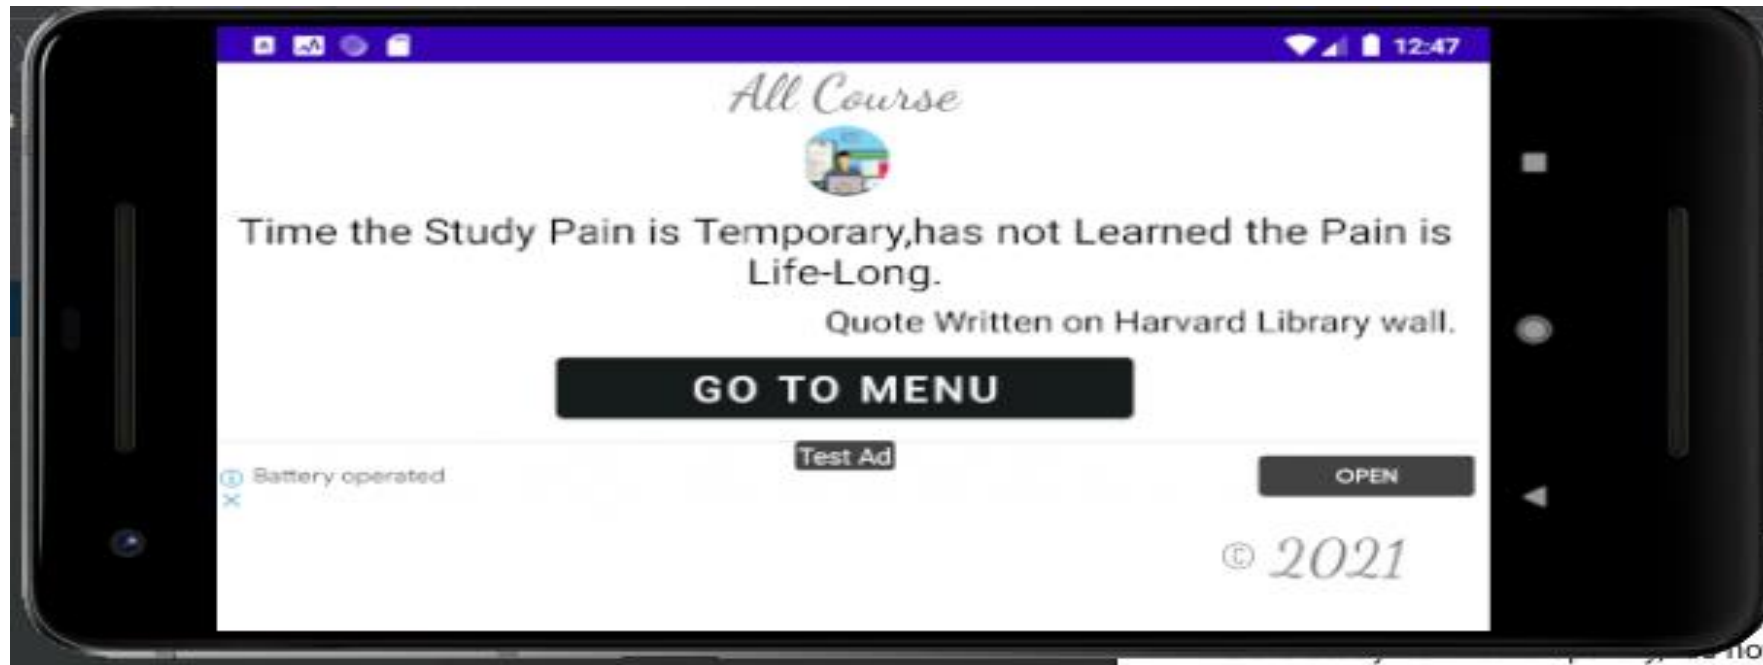 12:47
All Course
Time the Study Pain is Temporary,has not Learned the Pain is
Life-Long.
Quote Written on Harvard Library wall.
GO TO MENU
Test Ad
Battery operated
OPEN
© 2021